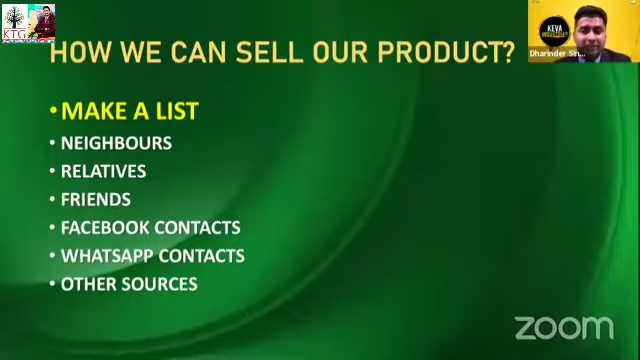 KTG
HOW WE CAN SELL OUR PRODUCT?
KEVA
INDUSTRIES
Dharinder Sin...
• MAKE A LIST
• NEIGHBOURS
• RELATIVES
• FRIENDS
• FACEBOOK CONTACTS
• WHATSAPP CONTACTS
• OTHER SOURCES
zoom